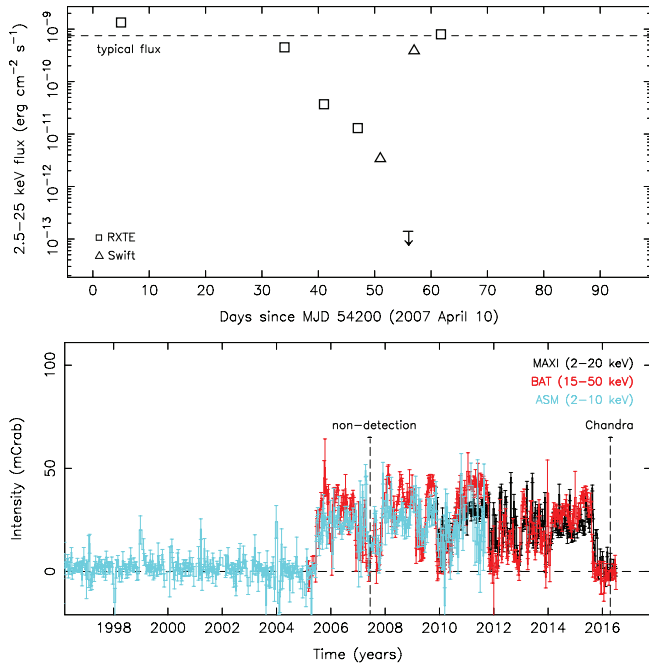 2.5−25 keV flux (erg cm⁻² s⁻¹)
10⁻⁹
10⁻¹⁰
10⁻¹¹
10⁻¹²
10⁻¹³
typical flux
RXTE
Swift
0 10 20 30 40 50 60 70 80 90
Days since MJD 54200 (2007 April 10)
Intensity (mCrab)
100
50
0
MAXI (2−20 keV)
BAT (15−50 keV)
ASM (2−10 keV)
non−detection
Chandra
1998 2000 2002 2004 2006 2008 2010 2012 2014 2016
Time (years)